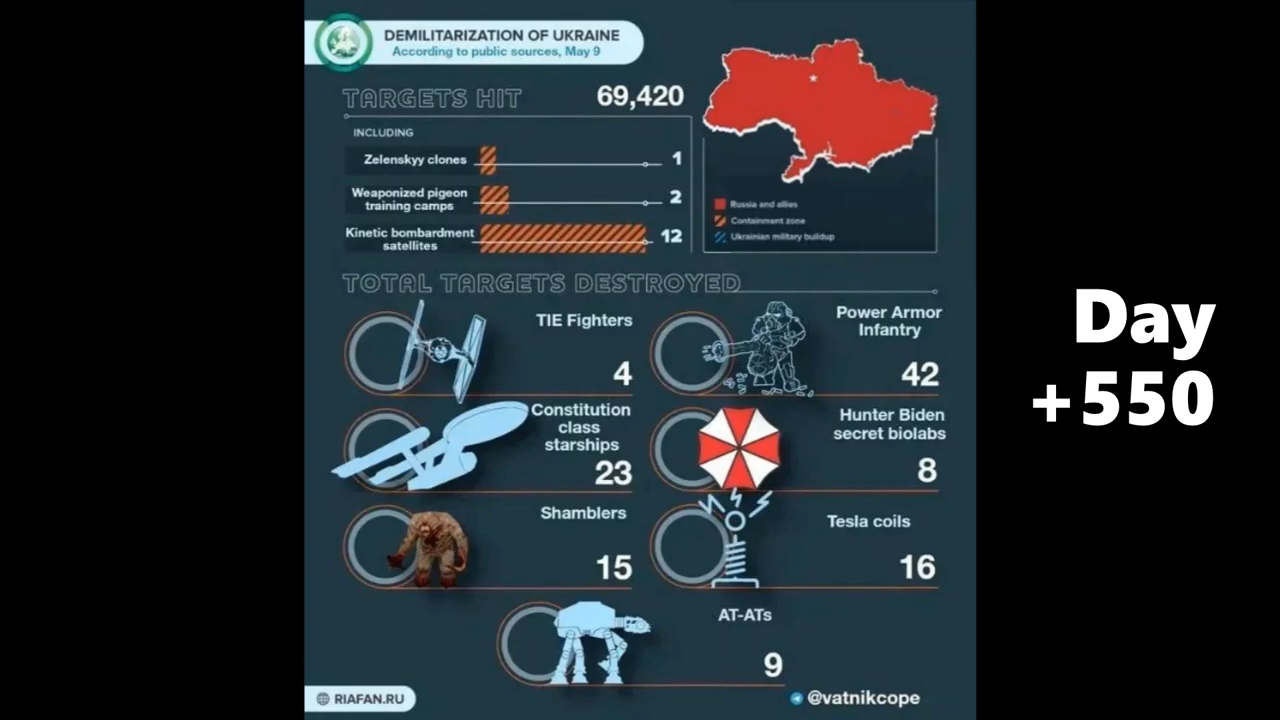 DEMILITARIZATION OF UKRAINE
According to public sources, May 9
TARGETS HIT 69,420
INCLUDING
Zelenskyy clones 1
Weaponized pigeon
training camps 2
Kinetic bombardment
satellites 12
Russia and allies
Containment zone
Ukrainian military buildup
TOTAL TARGETS DESTROYED
TIE Fighters
4
Power Armor
Infantry
42
Constitution
class
starships
23
Hunter Biden
secret biolabs
8
Shamblers
15
Tesla coils
16
AT-ATs
9
RIAFAN.RU
@vatnikcope
Day
+550